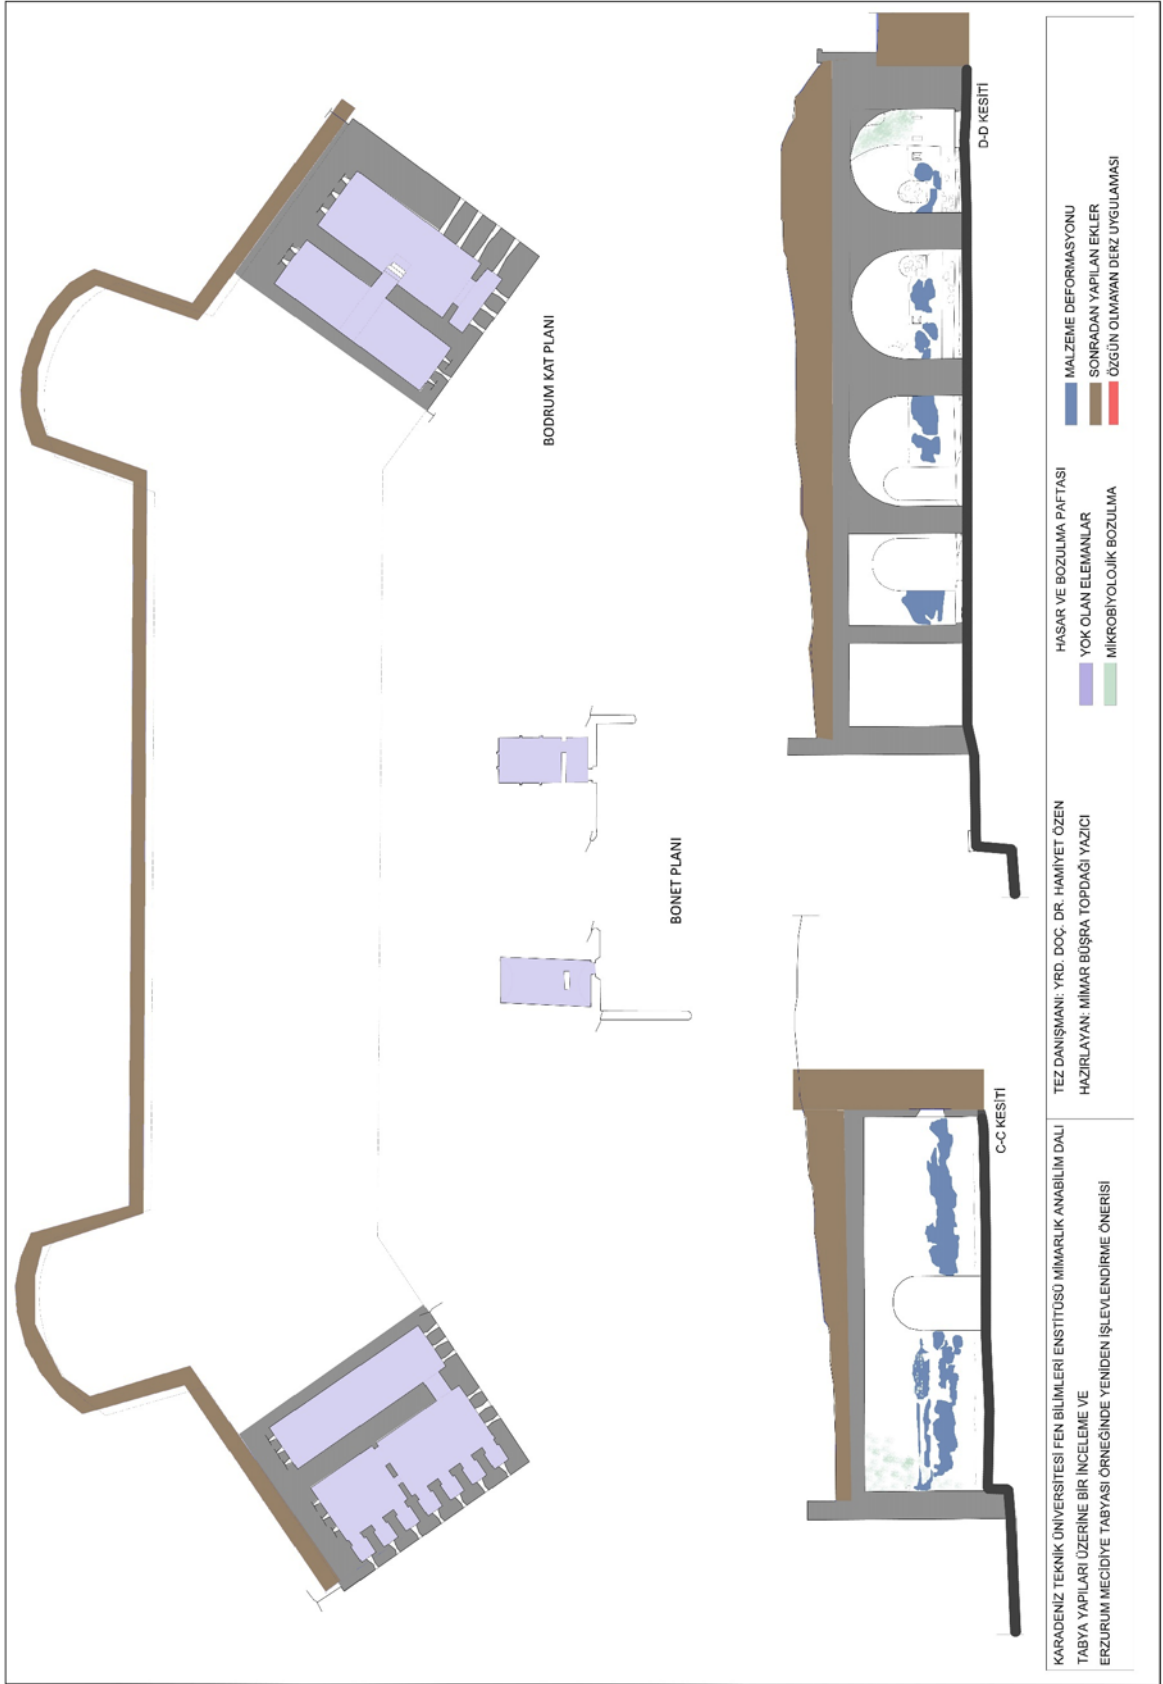 BODRUM KAT PLANI
BONET PLANI
D-D KESİTİ
C-C KESİTİ
KARADENİZ TEKNİK ÜNİVERSİTESİ FEN BİLİMLERİ ENSTİTÜSÜ MİMARLIK ANABİLİM DALI
TABYA YAPILARI ÜZERİNE BİR İNCELEME VE
ERZURUM MECİDİYE TABYASI ÖRNEĞİNDE YENİDEN İŞLEVLENDİRME ÖNERİSİ
TEZ DANIŞMANI: YRD. DOÇ. DR. HAMİYET ÖZEN
HAZIRLAYAN: MİMAR BÜŞRA TOPDAĞI YAZICI
HASAR VE BOZULMA PAFTASI
YOK OLAN ELEMANLAR
MİKROBİYOLOJİK BOZULMA
MALZEME DEFORMASYONU
SONRADAN YAPILAN EKLER
ÖZGÜN OLMAYAN DERZ UYGULAMASI